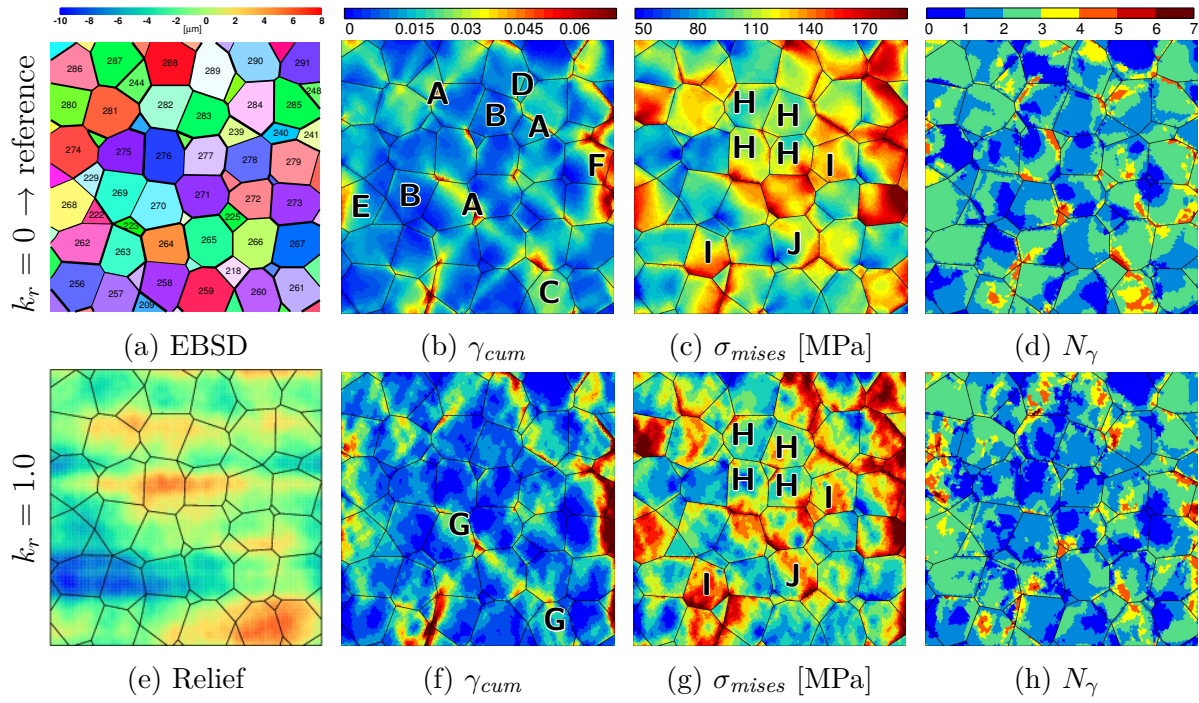 -10 -8 -6 -4 -2 0 2 4 6 8
[µm]
0 0.015 0.03 0.045 0.06
50 80 110 140 170
0 1 2 3 4 5 6 7
k_r = 0 → reference
286 287 288 289 290 291
244 248
280 281 282 283 284 285
239 240 241
274 275 276 277 278 279
229
268 269 270 271 272 273
222 223 225
262 263 264 265 266 267
218
256 257 258 259 260 261
209
A D
B A
F
E B A
C
H H
H H I
I J
(a) EBSD
(b) γ_cum
(c) σ_mises [MPa]
(d) N_γ
k_r = 1.0
G
G
H H
H H I
I J
(e) Relief
(f) γ_cum
(g) σ_mises [MPa]
(h) N_γ